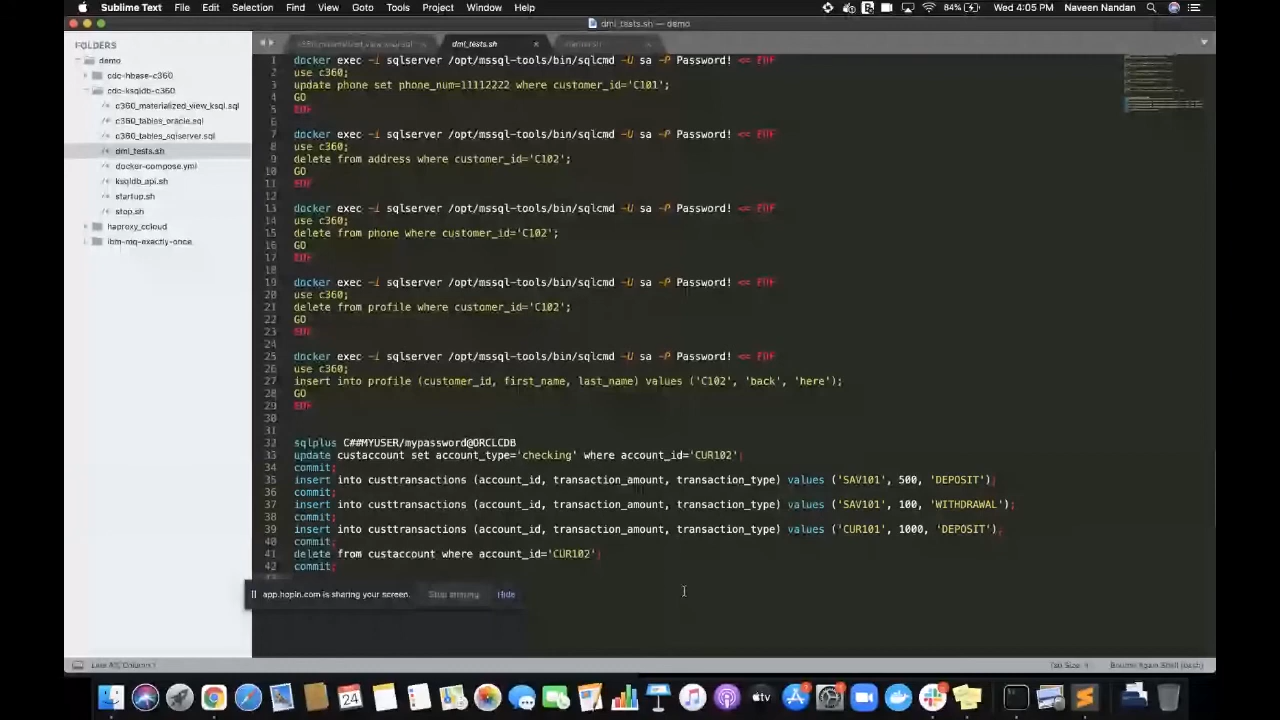 Sublime Text File Edit Selection Find View Goto Tools Project Window Help 84% Wed 4:05 PM Naveen Nandan
dml_tests.sh — demo
FOLDERS
demo
cdc-hbase-c360
cdc-ksqldb-c360
c360_materialized_view_ksql.sql
c360_tables_oracle.sql
c360_tables_sqlserver.sql
dml_tests.sh
docker-compose.yml
ksqldb_api.sh
startup.sh
stop.sh
haproxy_ccloud
ibm-mq-exactly-once
dml_tests.sh
1 docker exec -i sqlserver /opt/mssql-tools/bin/sqlcmd -U sa -P Password! << EOF
2 use c360;
3 update phone set phone_num= 1112222 where customer_id='C101';
4 GO
5 EOF
6
7 docker exec -i sqlserver /opt/mssql-tools/bin/sqlcmd -U sa -P Password! << EOF
8 use c360;
9 delete from address where customer_id='C102';
10 GO
11 EOF
12
13 docker exec -i sqlserver /opt/mssql-tools/bin/sqlcmd -U sa -P Password! << EOF
14 use c360;
15 delete from phone where customer_id='C102';
16 GO
17 EOF
18
19 docker exec -i sqlserver /opt/mssql-tools/bin/sqlcmd -U sa -P Password! << EOF
20 use c360;
21 delete from profile where customer_id='C102';
22 GO
23 EOF
24
25 docker exec -i sqlserver /opt/mssql-tools/bin/sqlcmd -U sa -P Password! << EOF
26 use c360;
27 insert into profile (customer_id, first_name, last_name) values ('C102', 'back', 'here');
28 GO
29 EOF
30
31
32 sqlplus C##MYUSER/mypassword@ORCLCDB
33 update custaccount set account_type='checking' where account_id='CUR102';
34 commit;
35 insert into custtransactions (account_id, transaction_amount, transaction_type) values ('SAV101', 500, 'DEPOSIT');
36 commit;
37 insert into custtransactions (account_id, transaction_amount, transaction_type) values ('SAV101', 100, 'WITHDRAWAL');
38 commit;
39 insert into custtransactions (account_id, transaction_amount, transaction_type) values ('CUR101', 1000, 'DEPOSIT');
40 commit;
41 delete from custaccount where account_id='CUR102';
42 commit;
43
app.hopin.com is sharing your screen. Stop sharing Hide
24
tv